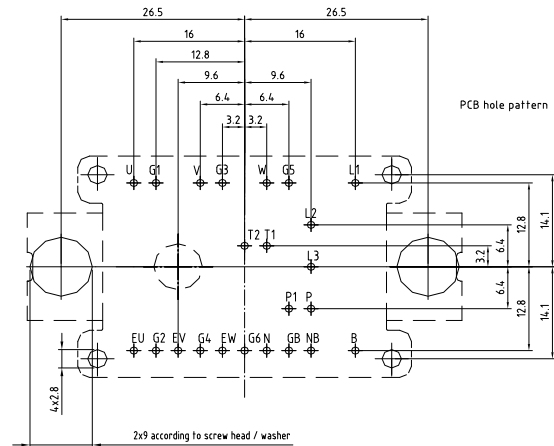 26.5 26.5
16 16
12.8
9.6 9.6
6.4 6.4
3.2 3.2
PCB hole pattern
U G1 V G3 W G5 L1
L2
T2 T1
L3
P1 P
EU G2 EV G4 EW G6 N GB NB B
3.2 6.4 12.8 14.1
6.4 12.8 14.1
4x2.8
2x9 according to screw head / washer